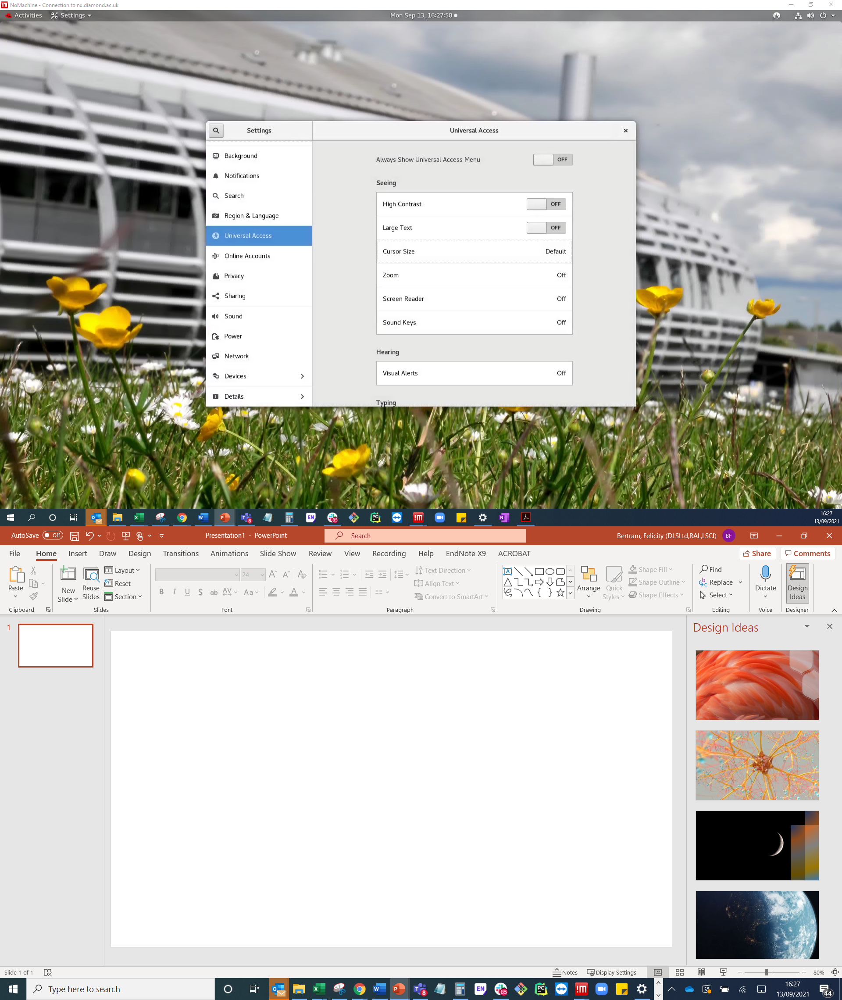 NoMachine - Connection to nx.diamond.ac.uk
Activities Settings Mon Sep 13, 16:27:50
Settings Universal Access
Background
Notifications
Search
Region & Language
Universal Access
Online Accounts
Privacy
Sharing
Sound
Power
Network
Devices
Details
Always Show Universal Access Menu OFF
Seeing
High Contrast OFF
Large Text OFF
Cursor Size Default
Zoom Off
Screen Reader Off
Sound Keys Off
Hearing
Visual Alerts Off
Typing
EN 85 8
16:27
13/09/2021
AutoSave Off Presentation1 - PowerPoint Search Bertram, Felicity (DLSLtd,RAL,LSCI) BF
File Home Insert Draw Design Transitions Animations Slide Show Review View Recording Help EndNote X9 ACROBAT Share Comments
Paste
New Slide
Reuse Slides
Layout
Reset
Section
24
Text Direction
Align Text
Convert to SmartArt
Arrange
Quick Styles
Shape Fill
Shape Outline
Shape Effects
Find
Replace
Select
Dictate
Design Ideas
Clipboard Slides Font Paragraph Drawing Editing Voice Designer
1
Design Ideas
Slide 1 of 1 Notes Display Settings 80%
Type here to search
8 EN 85
16:27
13/09/2021
44